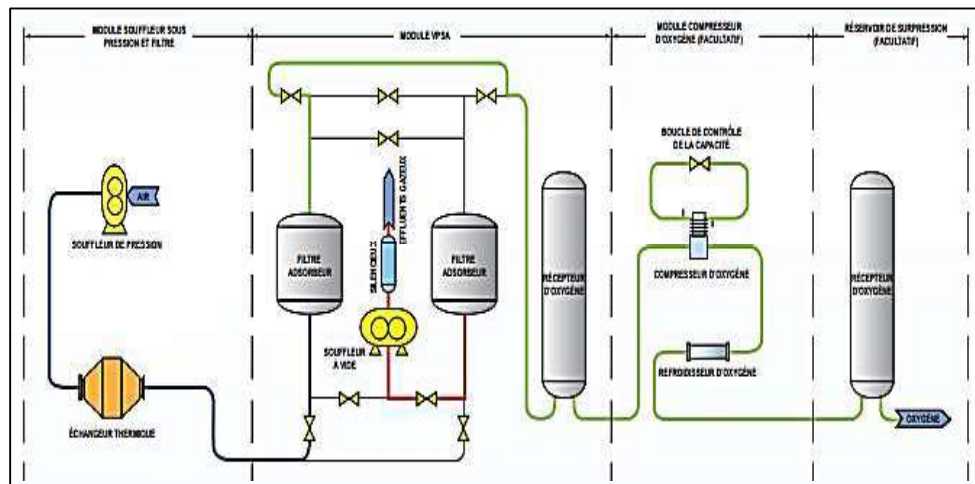 MODULE SOUFFLEUR SOUS
PRESSION ET FILTRE
MODULE VPSA
MODULE COMPRESSEUR
D'OXYGÈNE (FACULTATIF)
RÉSERVOIR DE SURPRESSION
(FACULTATIF)
AIR
SOUFFLEUR DE PRESSION
ÉCHANGEUR THERMIQUE
FILTRE
ADSORBEUR
SILENCIEUX
EFFLUENTS GAZEUX
SOUFFLEUR
À VIDE
FILTRE
ADSORBEUR
RÉCEPTEUR
D'OXYGÈNE
BOUCLE DE CONTRÔLE
DE LA CAPACITÉ
COMPRESSEUR D'OXYGÈNE
REFROIDISSEUR D'OXYGÈNE
RÉCEPTEUR
D'OXYGÈNE
OXYGÈNE